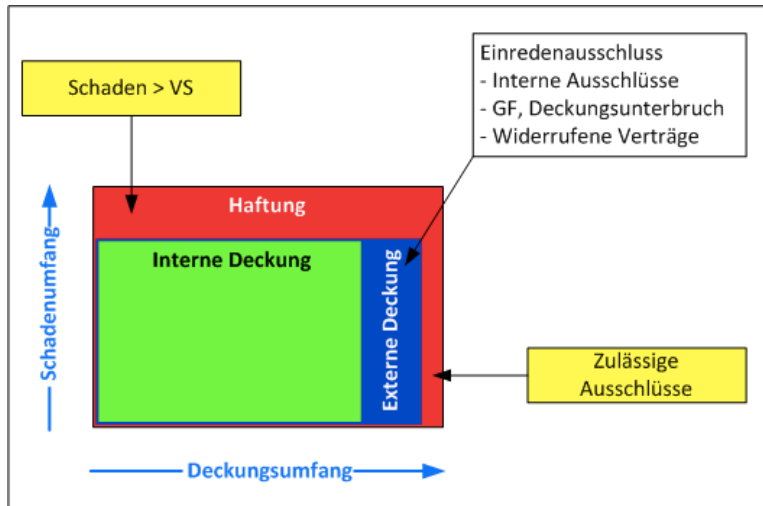 Einredenausschluss
- Interne Ausschlüsse
- GF, Deckungsunterbruch
- Widerrufene Verträge
Schaden > VS
Haftung
Interne Deckung
Externe Deckung
Schadenumfang
Zulässige
Ausschlüsse
Deckungsumfang